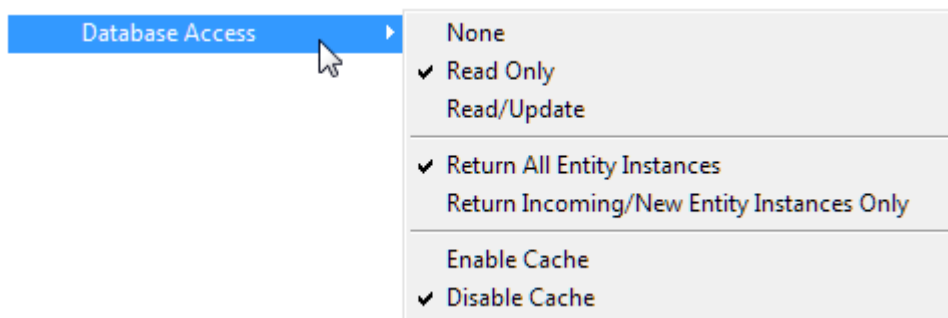 Database Access
None
Read Only
Read/Update
Return All Entity Instances
Return Incoming/New Entity Instances Only
Enable Cache
Disable Cache